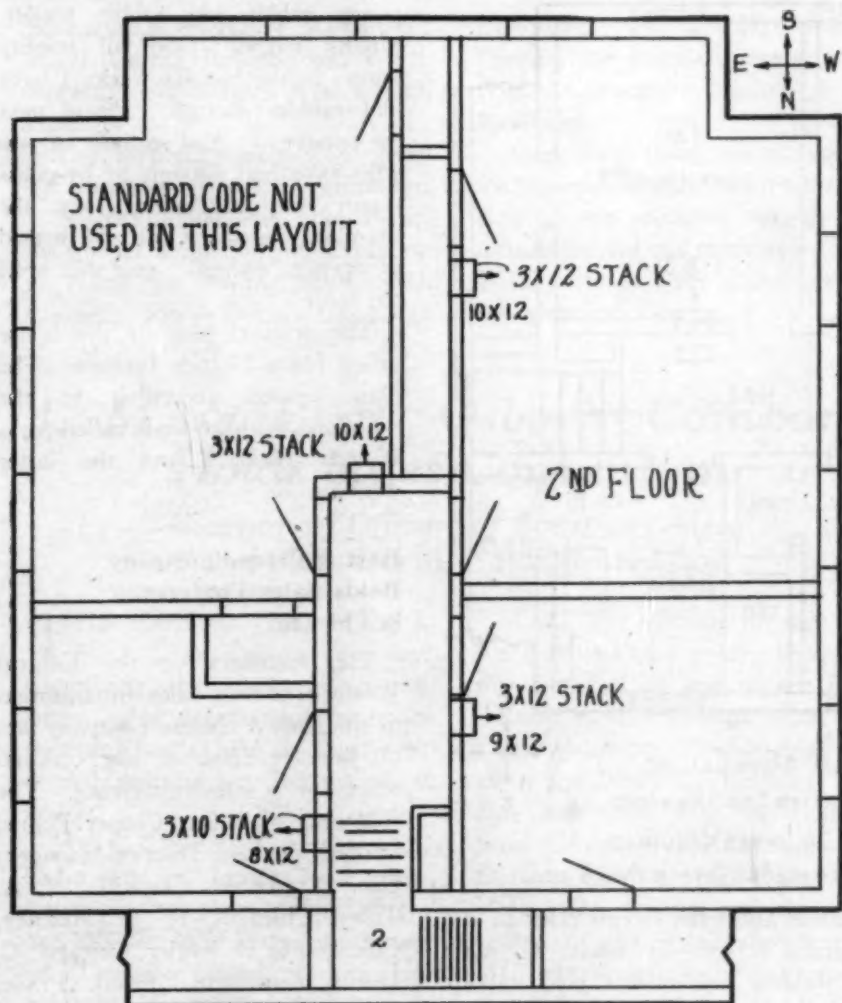 S
E W
N
STANDARD CODE NOT
USED IN THIS LAYOUT
3X12 STACK
10X12
3X12 STACK
10X12
2ND FLOOR
3X12 STACK
9X12
3X10 STACK
8X12
2